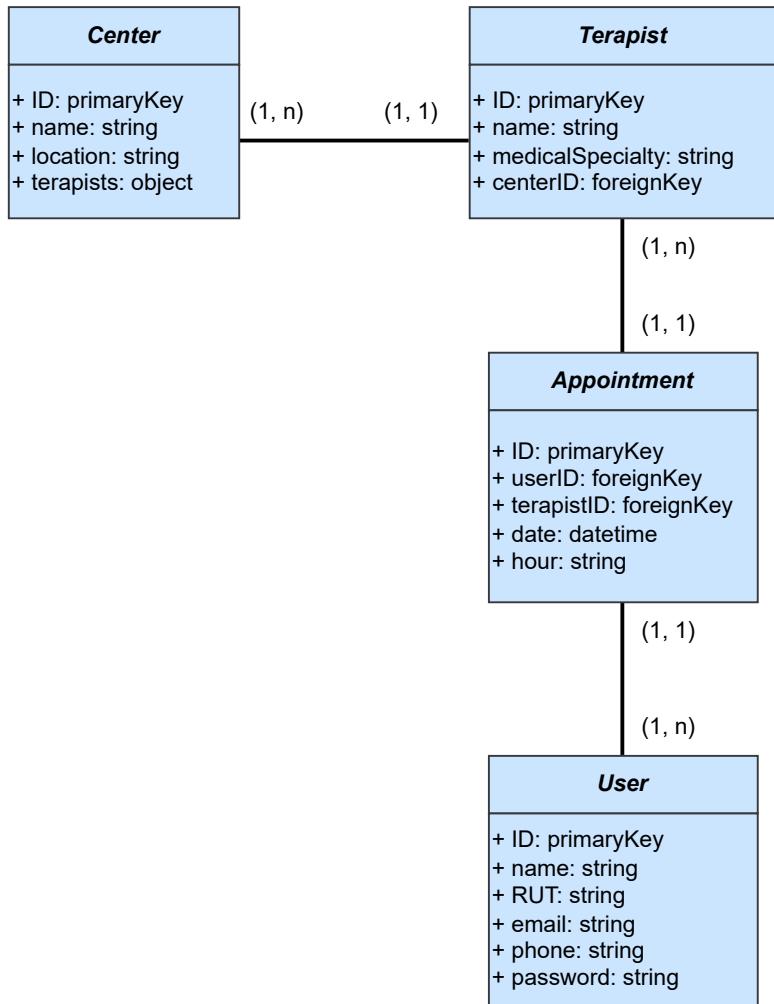 Center
+ ID: primaryKey
+ name: string
+ location: string
+ terapists: object
(1, n)
(1, 1)
Terapist
+ ID: primaryKey
+ name: string
+ medicalSpecialty: string
+ centerID: foreignKey
(1, n)
(1, 1)
Appointment
+ ID: primaryKey
+ userID: foreignKey
+ terapistID: foreignKey
+ date: datetime
+ hour: string
(1, 1)
(1, n)
User
+ ID: primaryKey
+ name: string
+ RUT: string
+ email: string
+ phone: string
+ password: string